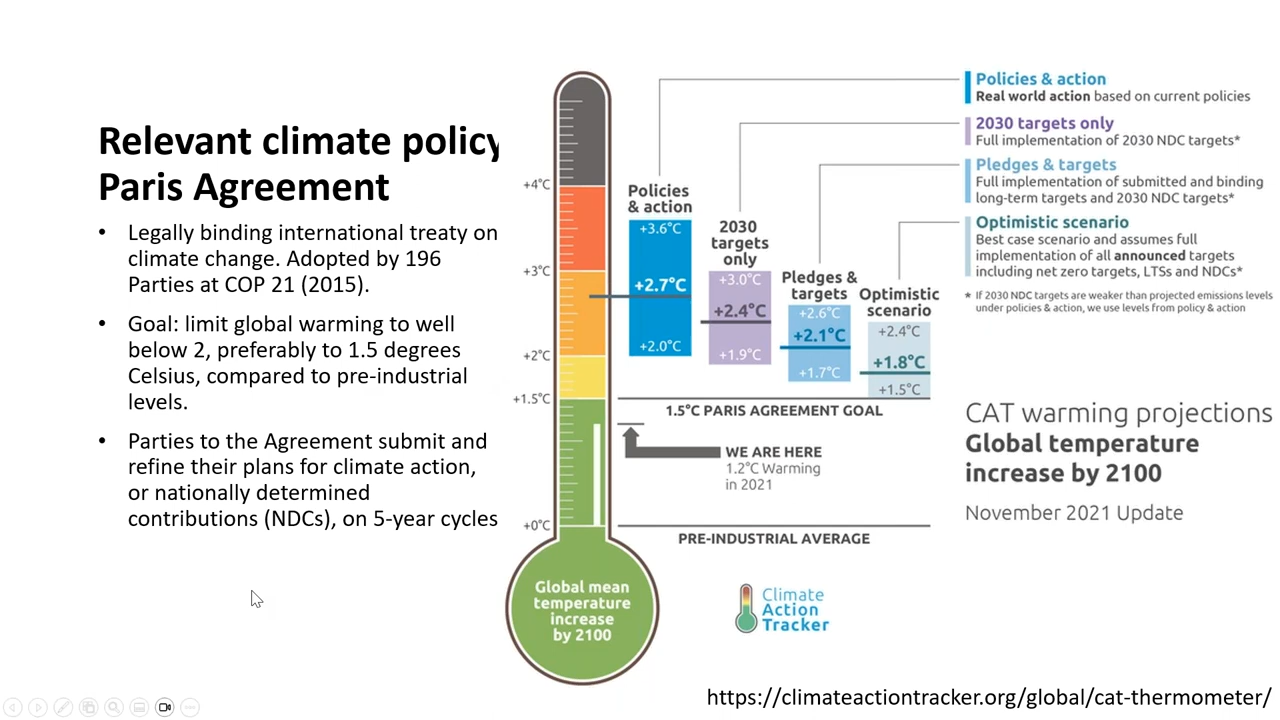 Relevant climate policy
Paris Agreement
• Legally binding international treaty on
climate change. Adopted by 196
Parties at COP 21 (2015).
• Goal: limit global warming to well
below 2, preferably to 1.5 degrees
Celsius, compared to pre-industrial
levels.
• Parties to the Agreement submit and
refine their plans for climate action,
or nationally determined
contributions (NDCs), on 5-year cycles
+4°C
+3°C
+2°C
+1.5°C
+0°C
Global mean
temperature
increase
by 2100
Policies
& action
+3.6°C
+2.7°C
+2.0°C
2030
targets
only
+3.0°C
+2.4°C
+1.9°C
Pledges &
targets
+2.6°C
+2.1°C
+1.7°C
Optimistic
scenario
+2.4°C
+1.8°C
+1.5°C
1.5°C PARIS AGREEMENT GOAL
WE ARE HERE
1.2°C Warming
in 2021
PRE-INDUSTRIAL AVERAGE
Climate
Action
Tracker
Policies & action
Real world action based on current policies
2030 targets only
Full implementation of 2030 NDC targets*
Pledges & targets
Full implementation of submitted and binding
long-term targets and 2030 NDC targets*
Optimistic scenario
Best case scenario and assumes full
implementation of all announced targets
including net zero targets, LTSs and NDCs*
* If 2030 NDC targets are weaker than projected emissions levels
under policies & action, we use levels from policy & action
CAT warming projections
Global temperature
increase by 2100
November 2021 Update
https://climateactiontracker.org/global/cat-thermometer/